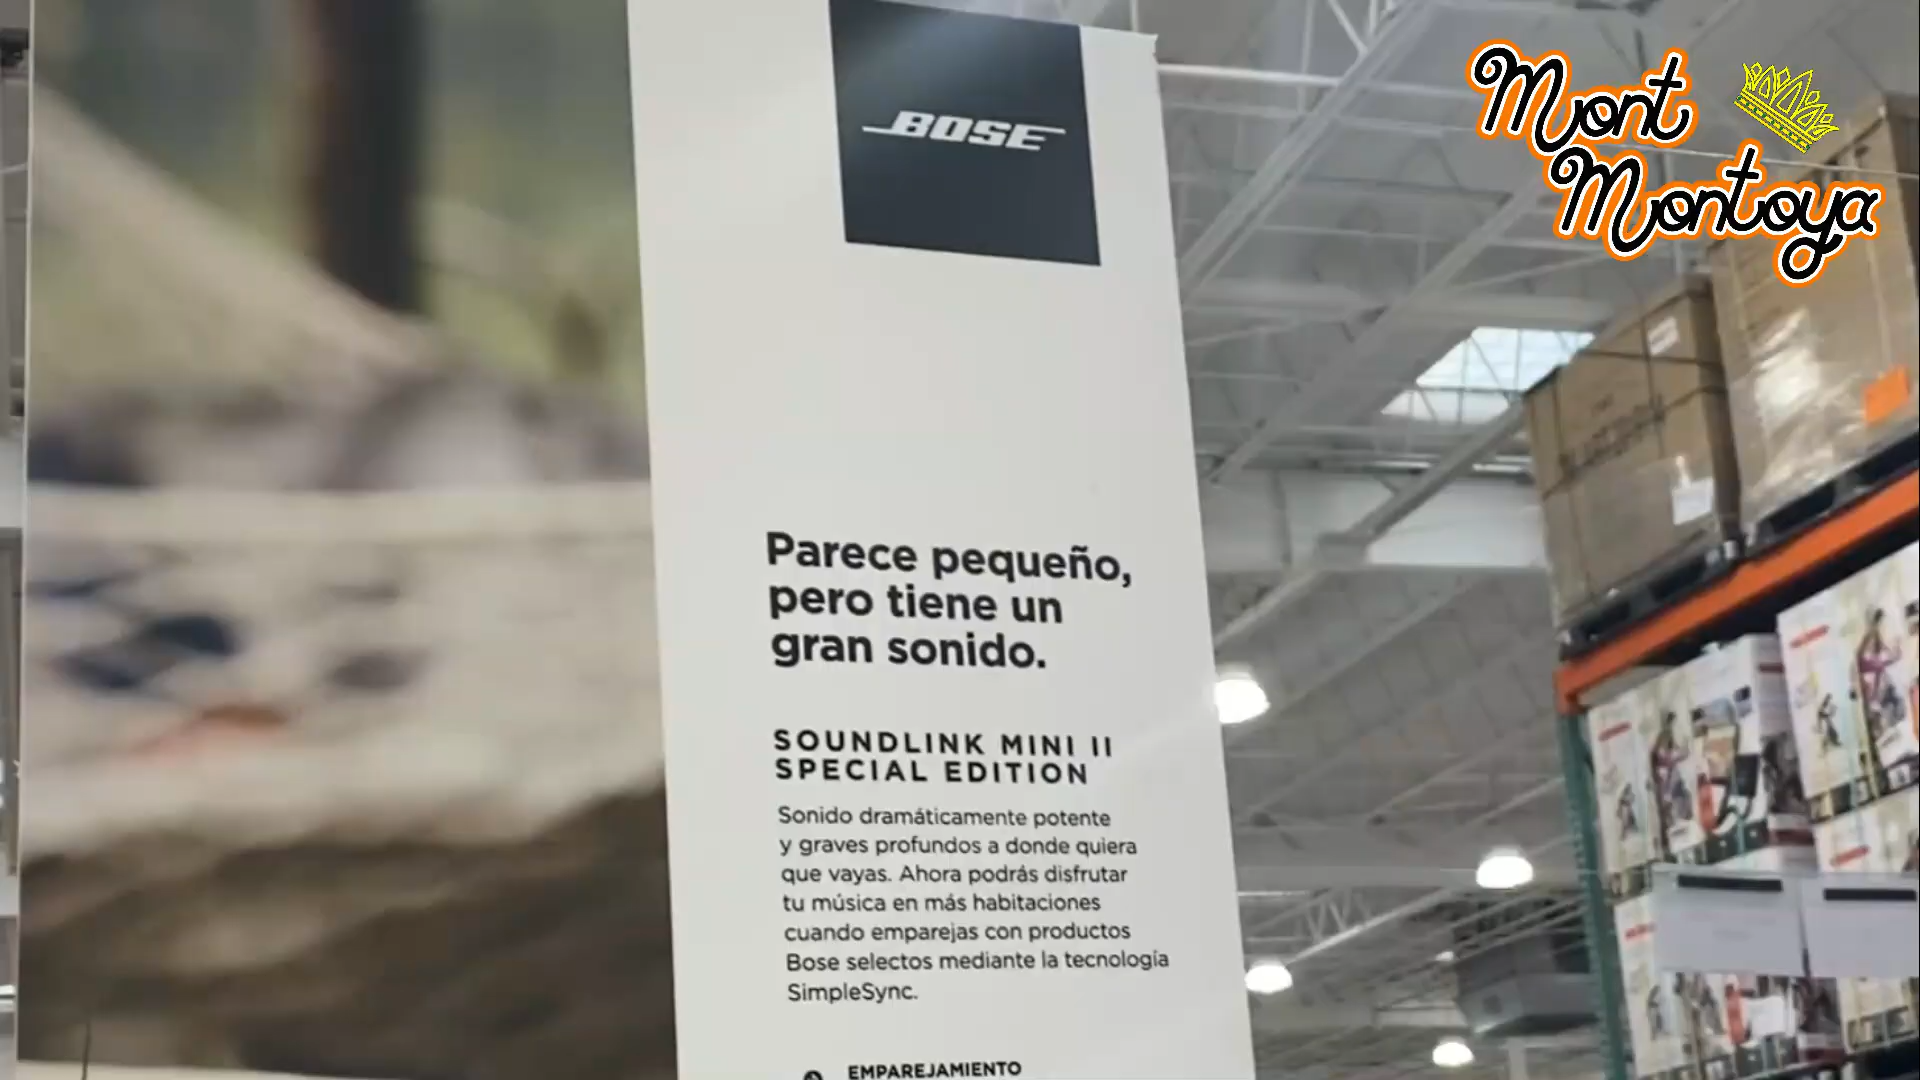 BOSE
Mont
Montoya
Parece pequeño,
pero tiene un
gran sonido.
SOUNDLINK MINI II
SPECIAL EDITION
Sonido dramáticamente potente
y graves profundos a donde quiera
que vayas. Ahora podrás disfrutar
tu música en más habitaciones
cuando emparejas con productos
Bose selectos mediante la tecnología
SimpleSync.
EMPAREJAMIENTO